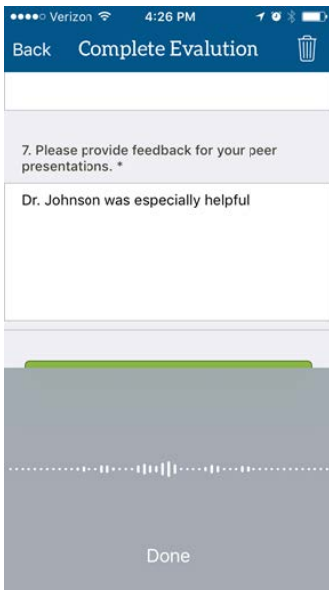 Verizon 4:26 PM
Back Complete Evalution
7. Please provide feedback for your peer
presentations. *
Dr. Johnson was especially helpful
Done